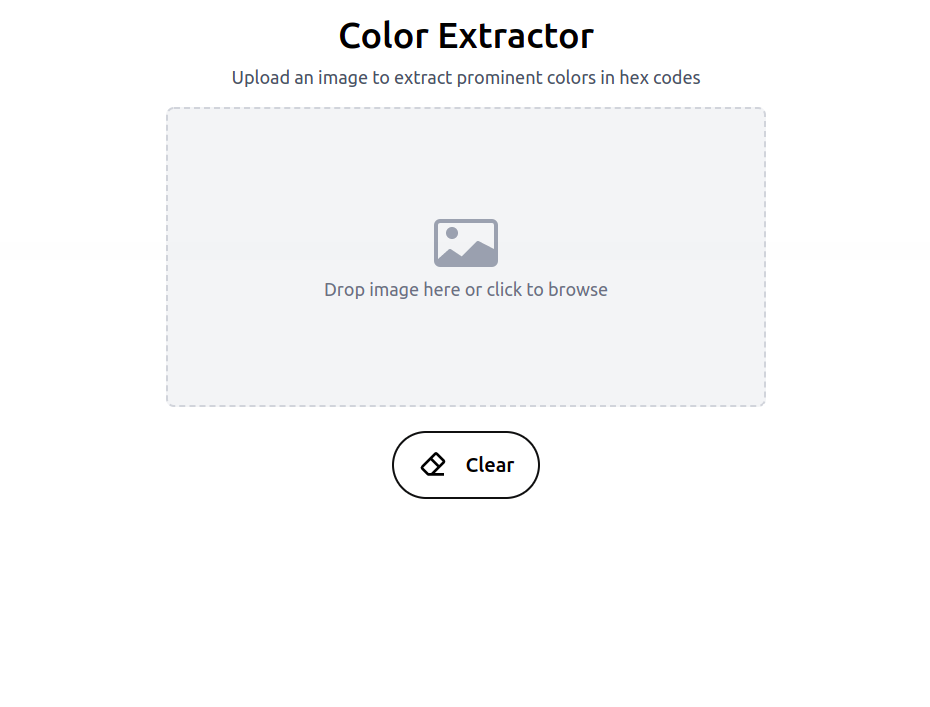 Color Extractor
Upload an image to extract prominent colors in hex codes
Drop image here or click to browse
Clear